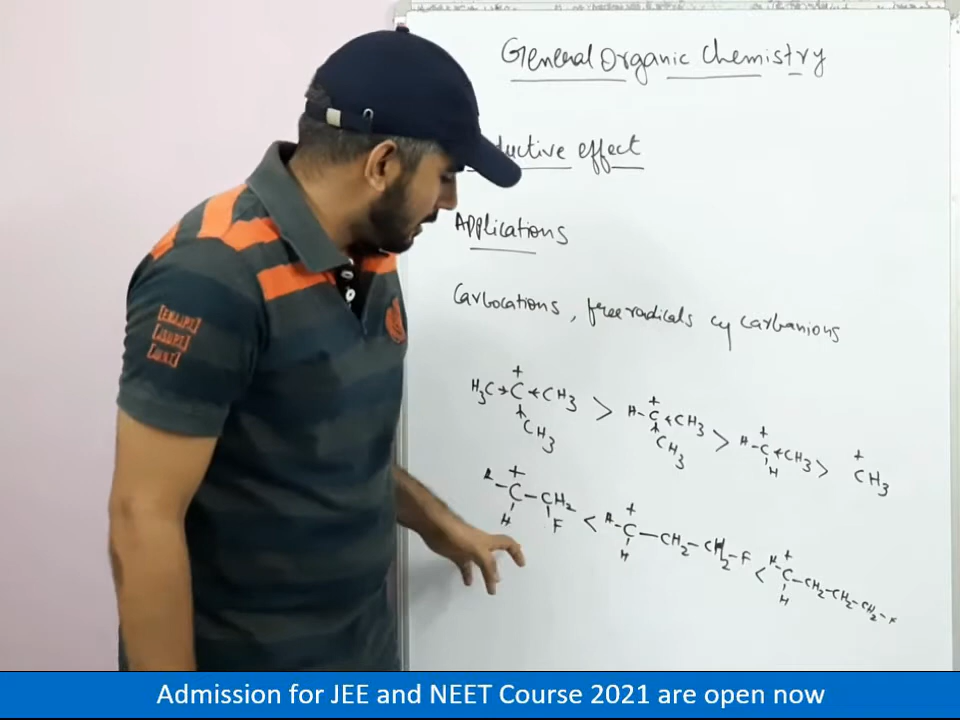 General Organic Chemistry
ductive effect
Applications
Carbocations, free radicals & carbanions
H3C→C+←CH3 > H-C+←CH3 > H-C+←CH3 > +CH3
↑CH3 ↑CH3 H
H-C+-CH2 < H-C+-CH2-CH2-F < H-C+-CH2-CH2-CH2-F
H F H H
Admission for JEE and NEET Course 2021 are open now